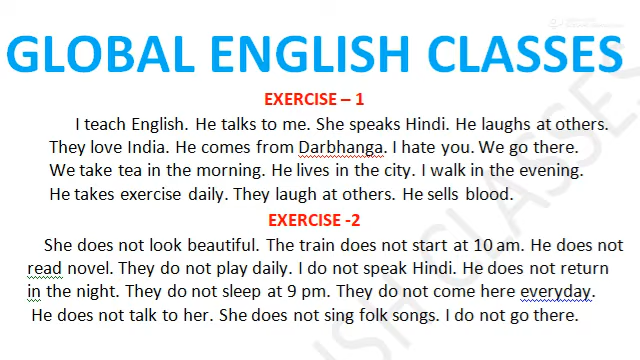 GLOBAL ENGLISH CLASSES
EXERCISE – 1
I teach English. He talks to me. She speaks Hindi. He laughs at others.
They love India. He comes from Darbhanga. I hate you. We go there.
We take tea in the morning. He lives in the city. I walk in the evening.
He takes exercise daily. They laugh at others. He sells blood.
EXERCISE -2
She does not look beautiful. The train does not start at 10 am. He does not
read novel. They do not play daily. I do not speak Hindi. He does not return
in the night. They do not sleep at 9 pm. They do not come here everyday.
He does not talk to her. She does not sing folk songs. I do not go there.